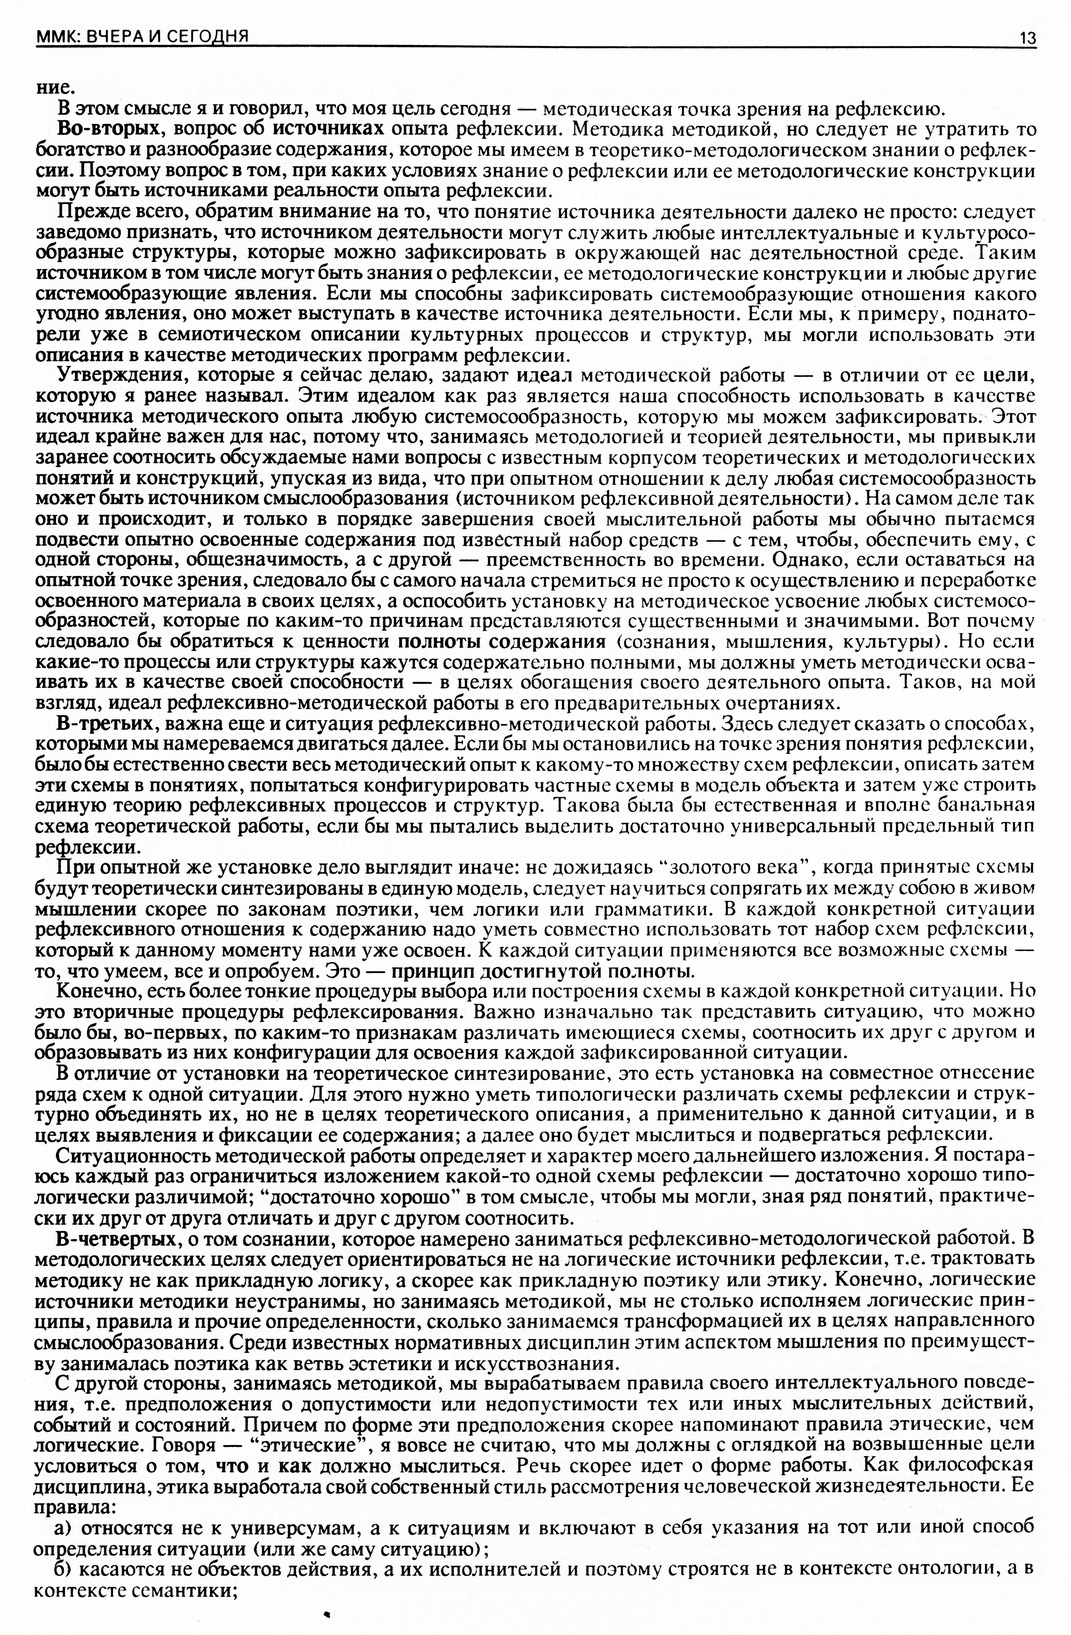 ММК: ВЧЕРА И СЕГОДНЯ 13
ние.
В этом смысле я и говорил, что моя цель сегодня — методическая точка зрения на рефлексию.
Во-вторых, вопрос об источниках опыта рефлексии. Методика методикой, но следует не утратить то
богатство и разнообразие содержания, которое мы имеем в теоретико-методологическом знании о рефлек-
сии. Поэтому вопрос в том, при каких условиях знание о рефлексии или ее методологические конструкции
могут быть источниками реальности опыта рефлексии.
Прежде всего, обратим внимание на то, что понятие источника деятельности далеко не просто: следует
заведомо признать, что источником деятельности могут служить любые интеллектуальные и культуросо-
образные структуры, которые можно зафиксировать в окружающей нас деятельностной среде. Таким
источником в том числе могут быть знания о рефлексии, ее методологические конструкции и любые другие
системообразующие явления. Если мы способны зафиксировать системообразующие отношения какого
угодно явления, оно может выступать в качестве источника деятельности. Если мы, к примеру, поднато-
рели уже в семиотическом описании культурных процессов и структур, мы могли использовать эти
описания в качестве методических программ рефлексии.
Утверждения, которые я сейчас делаю, задают идеал методической работы — в отличии от ее цели,
которую я ранее называл. Этим идеалом как раз является наша способность использовать в качестве
источника методического опыта любую системосообразность, которую мы можем зафиксировать. Этот
идеал крайне важен для нас, потому что, занимаясь методологией и теорией деятельности, мы привыкли
заранее соотносить обсуждаемые нами вопросы с известным корпусом теоретических и методологических
понятий и конструкций, упуская из вида, что при опытном отношении к делу любая системосообразность
может быть источником смыслообразования (источником рефлексивной деятельности). На самом деле так
оно и происходит, и только в порядке завершения своей мыслительной работы мы обычно пытаемся
подвести опытно освоенные содержания под известный набор средств — с тем, чтобы, обеспечить ему, с
одной стороны, общезначимость, а с другой — преемственность во времени. Однако, если оставаться на
опытной точке зрения, следовало бы с самого начала стремиться не просто к осуществлению и переработке
освоенного материала в своих целях, а оспособить установку на методическое усвоение любых системосо-
образностей, которые по каким-то причинам представляются существенными и значимыми. Вот почему
следовало бы обратиться к ценности полноты содержания (сознания, мышления, культуры). Но если
какие-то процессы или структуры кажутся содержательно полными, мы должны уметь методически осва-
ивать их в качестве своей способности — в целях обогащения своего деятельного опыта. Таков, на мой
взгляд, идеал рефлексивно-методической работы в его предварительных очертаниях.
В-третьих, важна еще и ситуация рефлексивно-методической работы. Здесь следует сказать о способах,
которыми мы намереваемся двигаться далее. Если бы мы остановились на точке зрения понятия рефлексии,
было бы естественно свести весь методический опыт к какому-то множеству схем рефлексии, описать затем
эти схемы в понятиях, попытаться конфигурировать частные схемы в модель объекта и затем уже строить
единую теорию рефлексивных процессов и структур. Такова была бы естественная и вполне банальная
схема теоретической работы, если бы мы пытались выделить достаточно универсальный предельный тип
рефлексии.
При опытной же установке дело выглядит иначе: не дожидаясь “золотого века”, когда принятые схемы
будут теоретически синтезированы в единую модель, следует научиться сопрягать их между собою в живом
мышлении скорее по законам поэтики, чем логики или грамматики. В каждой конкретной ситуации
рефлексивного отношения к содержанию надо уметь совместно использовать тот набор схем рефлексии,
который к данному моменту нами уже освоен. К каждой ситуации применяются все возможные схемы —
то, что умеем, все и опробуем. Это — принцип достигнутой полноты.
Конечно, есть более тонкие процедуры выбора или построения схемы в каждой конкретной ситуации. Но
это вторичные процедуры рефлексирования. Важно изначально так представить ситуацию, что можно
было бы, во-первых, по каким-то признакам различать имеющиеся схемы, соотносить их друг с другом и
образовывать из них конфигурации для освоения каждой зафиксированной ситуации.
В отличие от установки на теоретическое синтезирование, это есть установка на совместное отнесение
ряда схем к одной ситуации. Для этого нужно уметь типологически различать схемы рефлексии и струк-
турно объединять их, но не в целях теоретического описания, а применительно к данной ситуации, и в
целях выявления и фиксации ее содержания; а далее оно будет мыслиться и подвергаться рефлексии.
Ситуационность методической работы определяет и характер моего дальнейшего изложения. Я постара-
юсь каждый раз ограничиться изложением какой-то одной схемы рефлексии — достаточно хорошо типо-
логически различимой; “достаточно хорошо” в том смысле, чтобы мы могли, зная ряд понятий, практиче-
ски их друг от друга отличать и друг с другом соотносить.
В-четвертых, о том сознании, которое намерено заниматься рефлексивно-методологической работой. В
методологических целях следует ориентироваться не на логические источники рефлексии, т.е. трактовать
методику не как прикладную логику, а скорее как прикладную поэтику или этику. Конечно, логические
источники методики неустранимы, но занимаясь методикой, мы не столько исполняем логические прин-
ципы, правила и прочие определенности, сколько занимаемся трансформацией их в целях направленного
смыслообразования. Среди известных нормативных дисциплин этим аспектом мышления по преимущест-
ву занималась поэтика как ветвь эстетики и искусствознания.
С другой стороны, занимаясь методикой, мы вырабатываем правила своего интеллектуального поведе-
ния, т.е. предположения о допустимости или недопустимости тех или иных мыслительных действий,
событий и состояний. Причем по форме эти предположения скорее напоминают правила этические, чем
логические. Говоря — “этические”, я вовсе не считаю, что мы должны с оглядкой на возвышенные цели
условиться о том, что и как должно мыслиться. Речь скорее идет о форме работы. Как философская
дисциплина, этика выработала свой собственный стиль рассмотрения человеческой жизнедеятельности. Ее
правила:
а) относятся не к универсумам, а к ситуациям и включают в себя указания на тот или иной способ
определения ситуации (или же саму ситуацию);
б) касаются не объектов действия, а их исполнителей и поэтому строятся не в контексте онтологии, а в
контексте семантики;